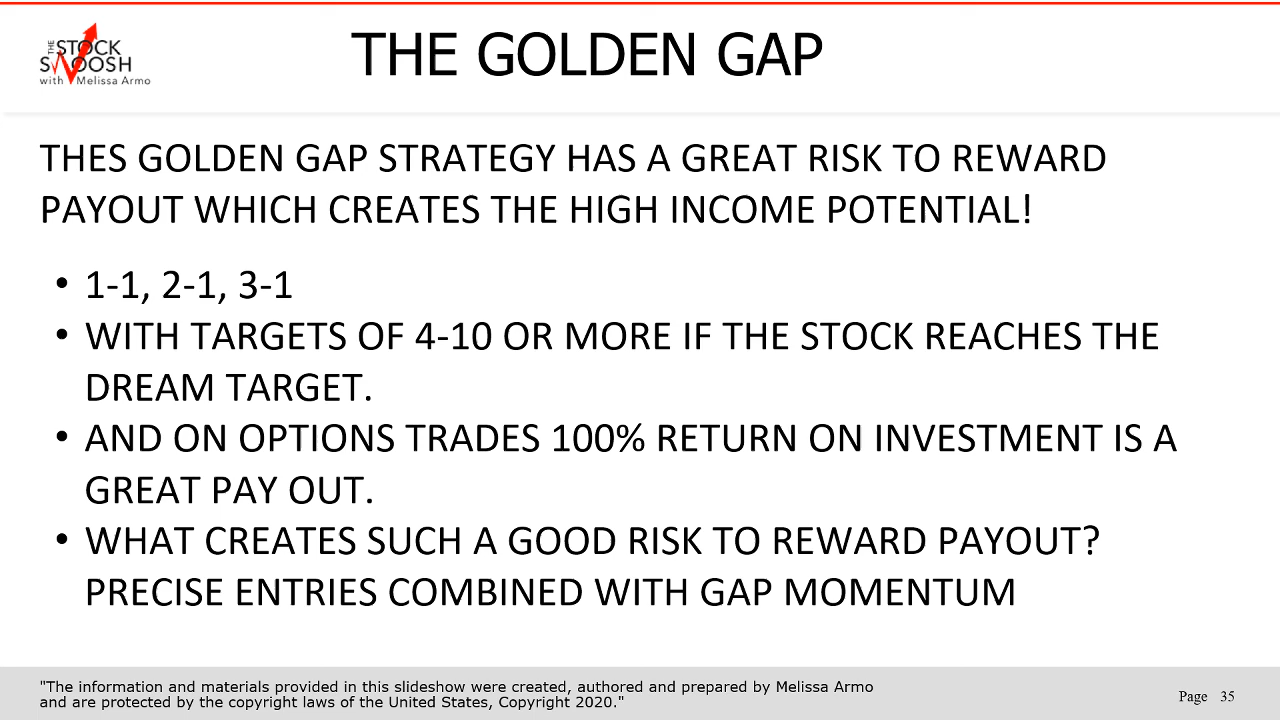 THE STOCK
SWOOSH
with Melissa Armo
THE GOLDEN GAP
THES GOLDEN GAP STRATEGY HAS A GREAT RISK TO REWARD
PAYOUT WHICH CREATES THE HIGH INCOME POTENTIAL!
• 1-1, 2-1, 3-1
• WITH TARGETS OF 4-10 OR MORE IF THE STOCK REACHES THE
DREAM TARGET.
• AND ON OPTIONS TRADES 100% RETURN ON INVESTMENT IS A
GREAT PAY OUT.
• WHAT CREATES SUCH A GOOD RISK TO REWARD PAYOUT?
PRECISE ENTRIES COMBINED WITH GAP MOMENTUM
"The information and materials provided in this slideshow were created, authored and prepared by Melissa Armo
and are protected by the copyright laws of the United States, Copyright 2020."
Page 35